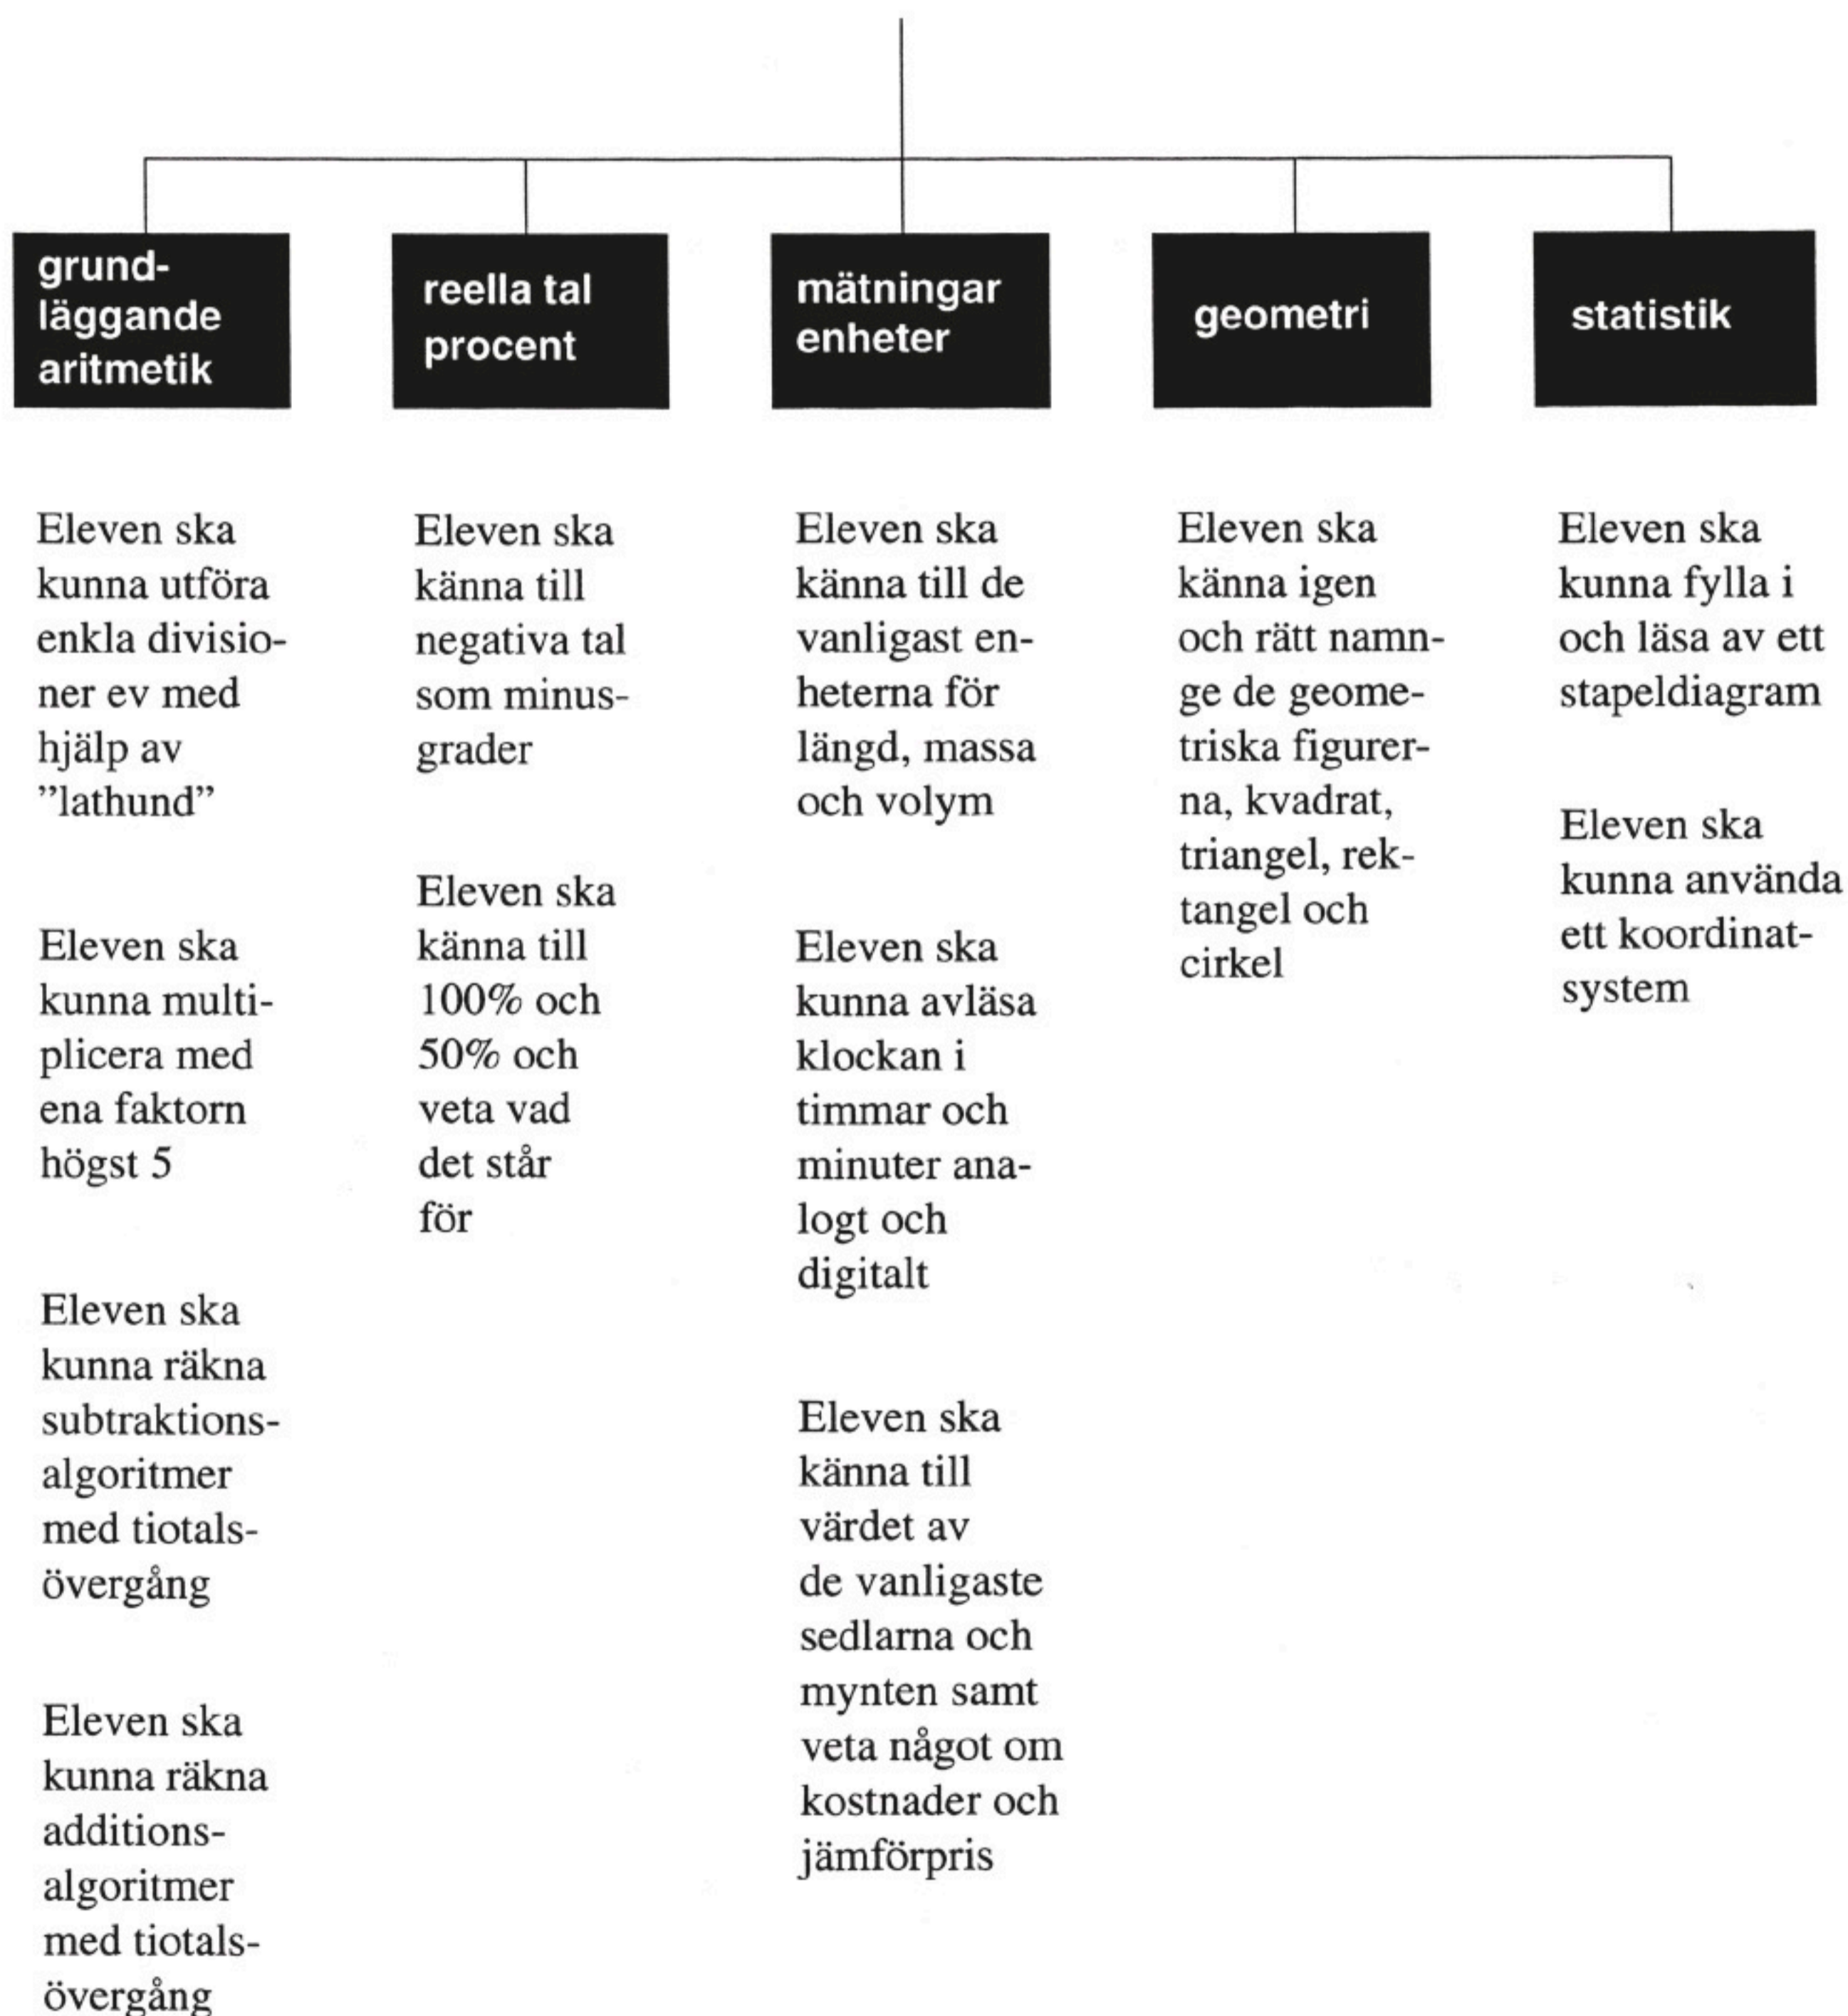 grund-
läggande
aritmetik
reella tal
procent
mätningar
enheter
geometri
statistik
Eleven ska
kunna utföra
enkla divisio-
ner ev med
hjälp av
”lathund”
Eleven ska
kunna multi-
plicera med
ena faktorn
högst 5
Eleven ska
kunna räkna
subtraktions-
algoritmer
med tiotals-
övergång
Eleven ska
kunna räkna
additions-
algoritmer
med tiotals-
övergång
Eleven ska
känna till
negativa tal
som minus-
grader
Eleven ska
känna till
100% och
50% och
veta vad
det står
för
Eleven ska
känna till de
vanligast en-
heterna för
längd, massa
och volym
Eleven ska
kunna avläsa
klockan i
timmar och
minuter ana-
logt och
digitalt
Eleven ska
känna till
värdet av
de vanligaste
sedlarna och
mynten samt
veta något om
kostnader och
jämförpris
Eleven ska
känna igen
och rätt namn-
ge de geome-
triska figurer-
na, kvadrat,
triangel, rek-
tangel och
cirkel
Eleven ska
kunna fylla i
och läsa av ett
stapeldiagram
Eleven ska
kunna använda
ett koordinat-
system